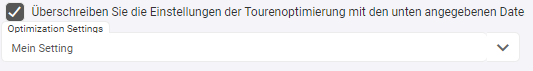 Überschreiben Sie die Einstellungen der Tourenoptimierung mit den unten angegebenen Date
Optimization Settings
Mein Setting